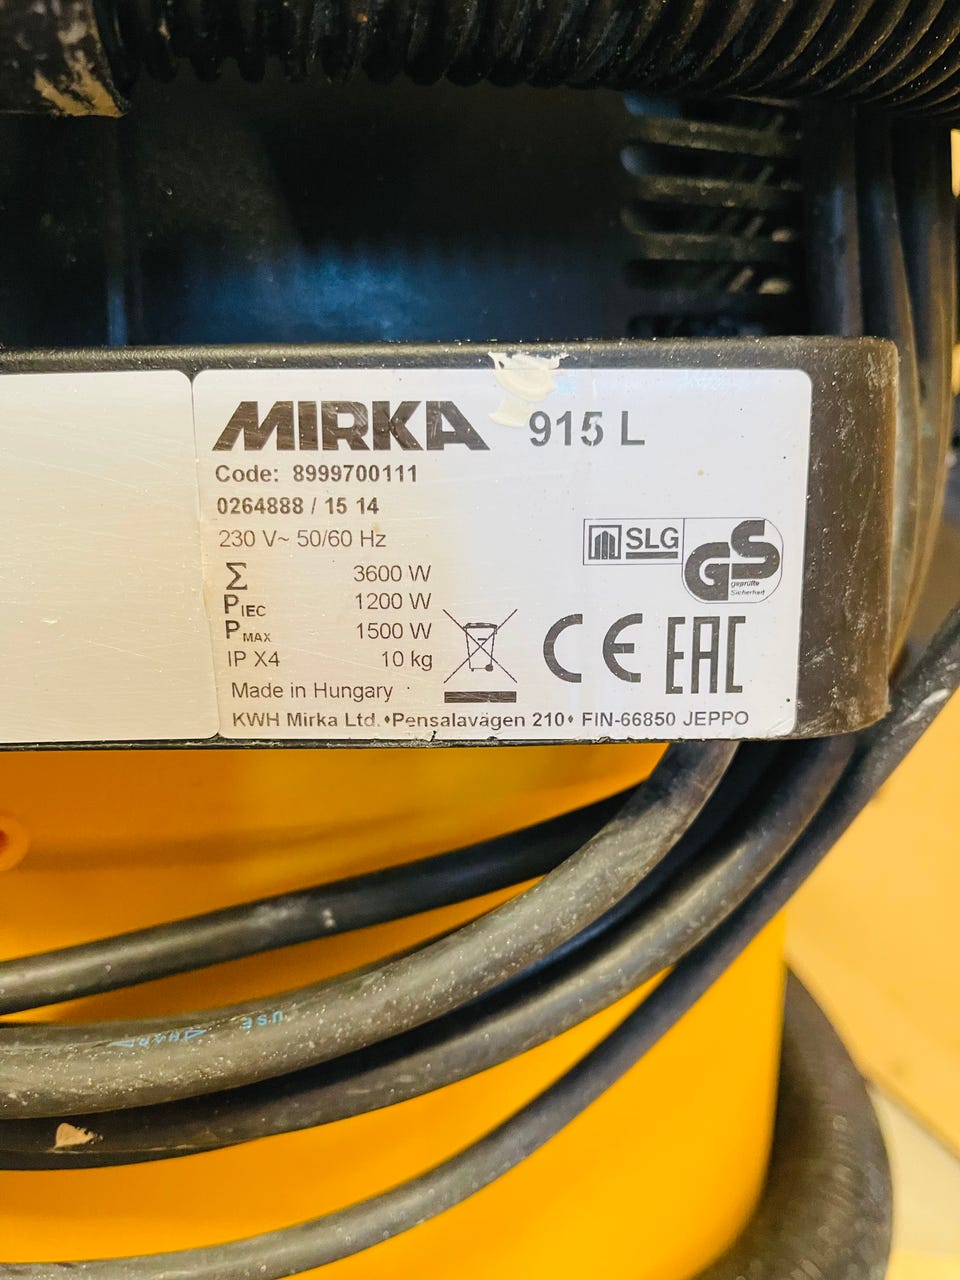 MIRKA 915 L
Code: 8999700111
0264888 / 15 14
230 V~ 50/60 Hz
SLG
GS
geprüfte
Sicherheit
Σ 3600 W
PIEC 1200 W
PMAX 1500 W
IP X4 10 kg
CE EAC
Made in Hungary
KWH Mirka Ltd. •Pensalavägen 210• FIN-66850 JEPPO
USE